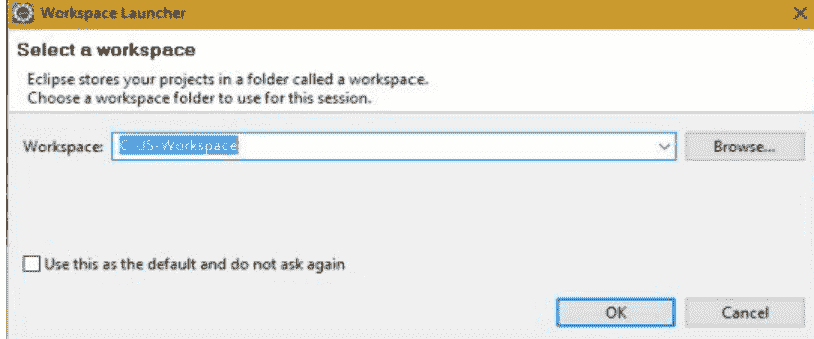 Workspace Launcher
Select a workspace
Eclipse stores your projects in a folder called a workspace.
Choose a workspace folder to use for this session.
Workspace: C:\JS-Workspace
Browse...
Use this as the default and do not ask again
OK Cancel